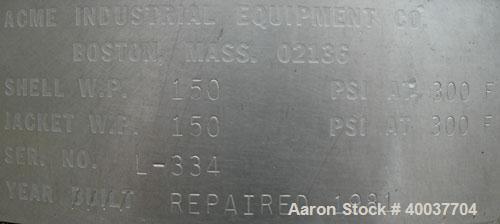 ACME INDUSTRIAL EQUIPMENT CO.
BOSTON, MASS. 02136
SHELL W.P. 150 PSI AT 300 F
JACKET W.P. 150 PSI AT 300 F
SER. NO. L-334
YEAR BUILT REPAIRED 1981
Aaron Stock # 40037704